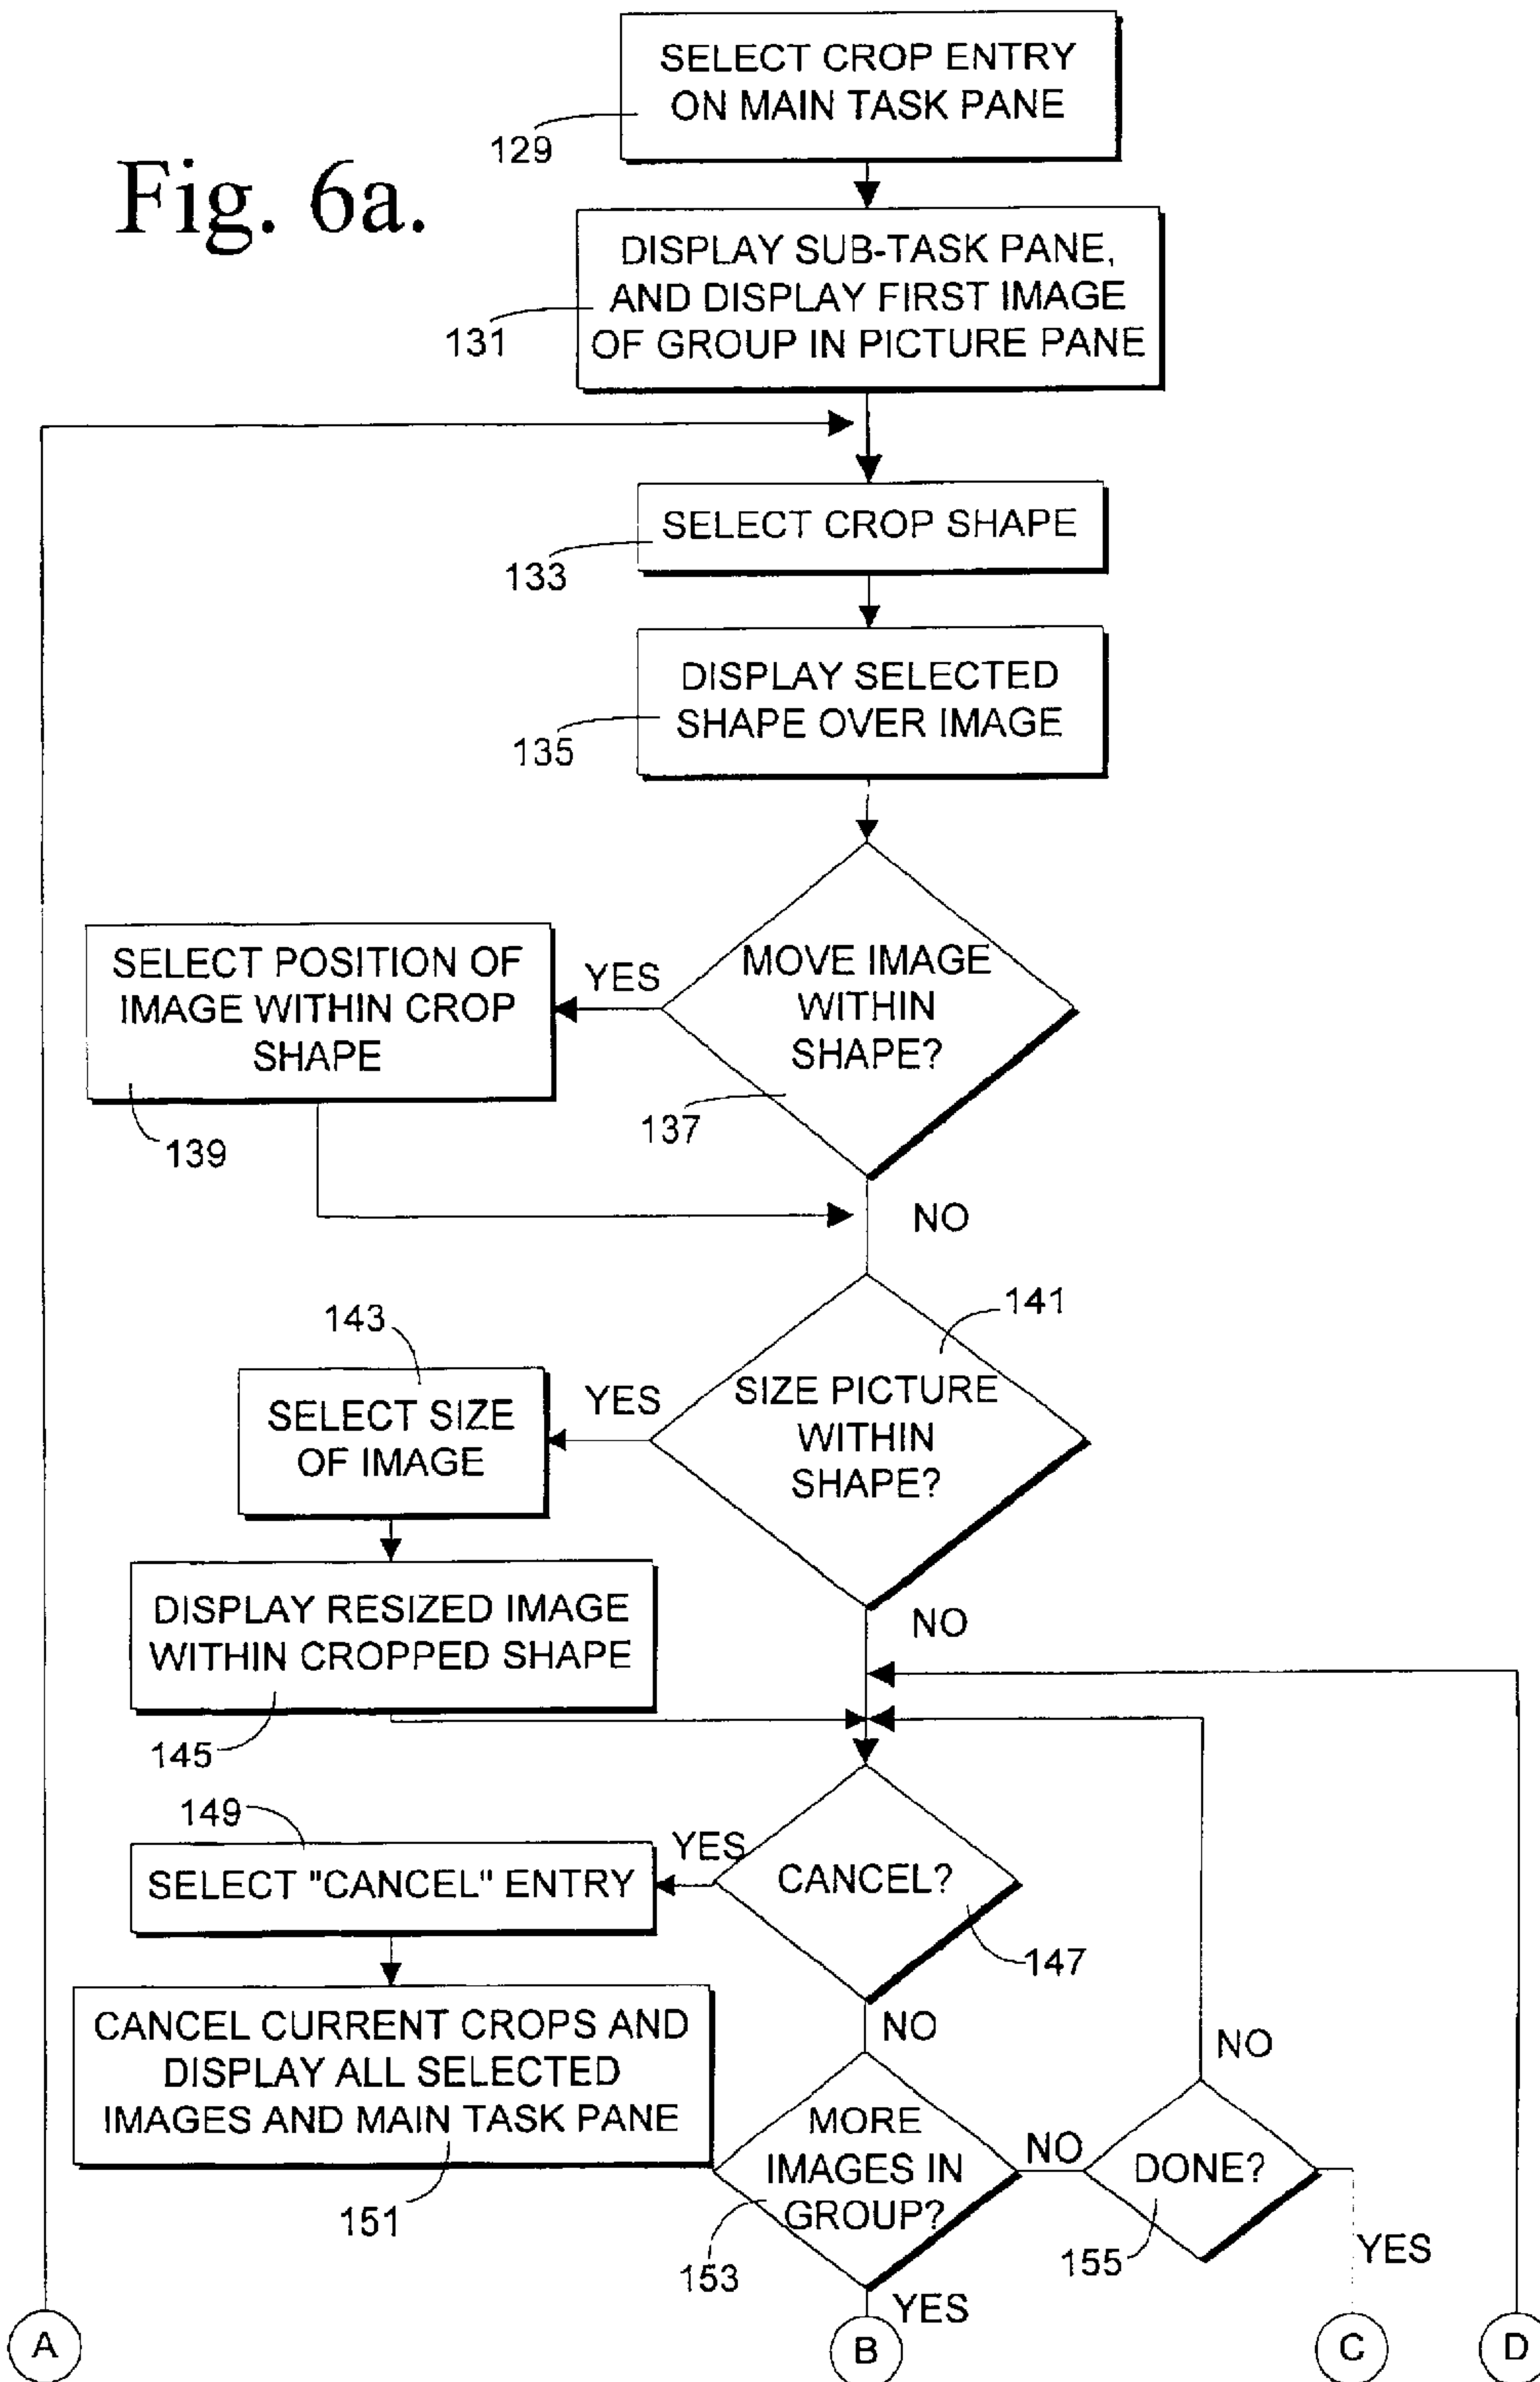 Fig. 6a.
SELECT CROP ENTRY
ON MAIN TASK PANE
129
DISPLAY SUB-TASK PANE,
AND DISPLAY FIRST IMAGE
OF GROUP IN PICTURE PANE
131
SELECT CROP SHAPE
133
DISPLAY SELECTED
SHAPE OVER IMAGE
135
MOVE IMAGE
WITHIN
SHAPE?
137
YES
SELECT POSITION OF
IMAGE WITHIN CROP
SHAPE
139
NO
141
SIZE PICTURE
WITHIN
SHAPE?
YES
143
SELECT SIZE
OF IMAGE
DISPLAY RESIZED IMAGE
WITHIN CROPPED SHAPE
145
NO
CANCEL?
147
YES
149
SELECT "CANCEL" ENTRY
CANCEL CURRENT CROPS AND
DISPLAY ALL SELECTED
IMAGES AND MAIN TASK PANE
151
NO
MORE
IMAGES IN
GROUP?
153
NO
DONE?
155
NO
YES
YES
A
B
C
D